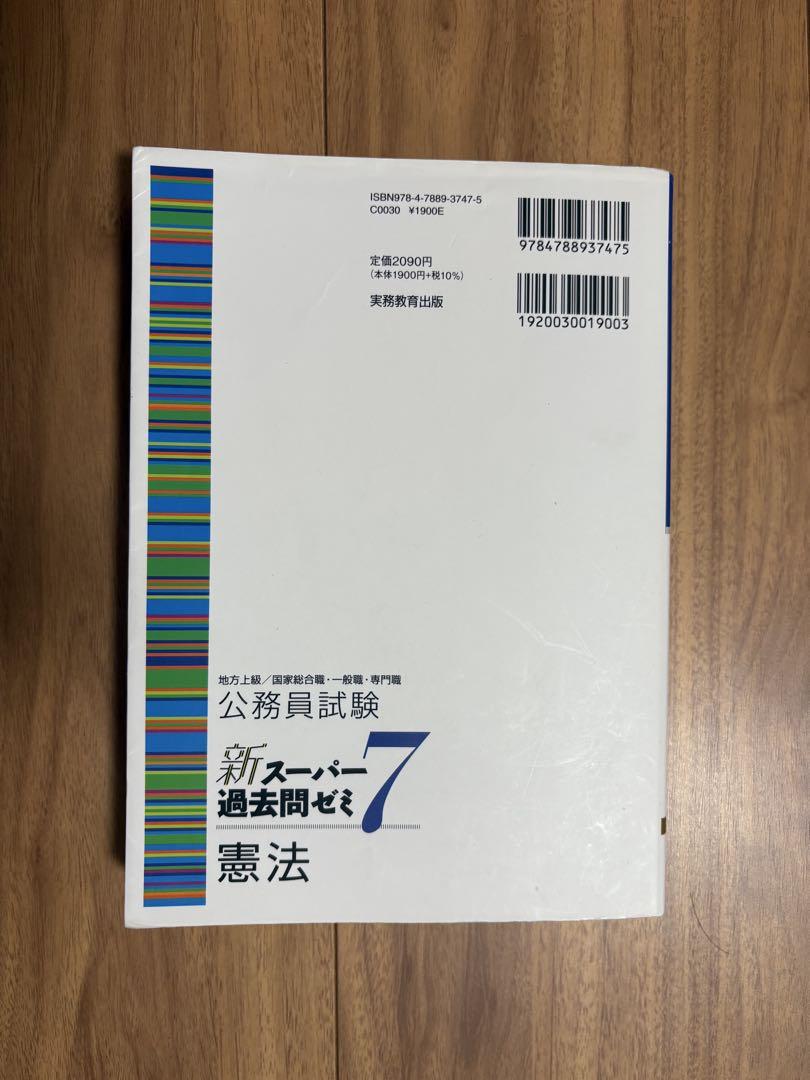 ISBN978-4-7889-3747-5
C0030 ¥1900E
定価2090円
(本体1900円+税10%)
実務教育出版
9784788937475
1920030019003
地方上級/国家総合職・一般職・専門職
公務員試験
新スーパー
過去問ゼミ7
憲法